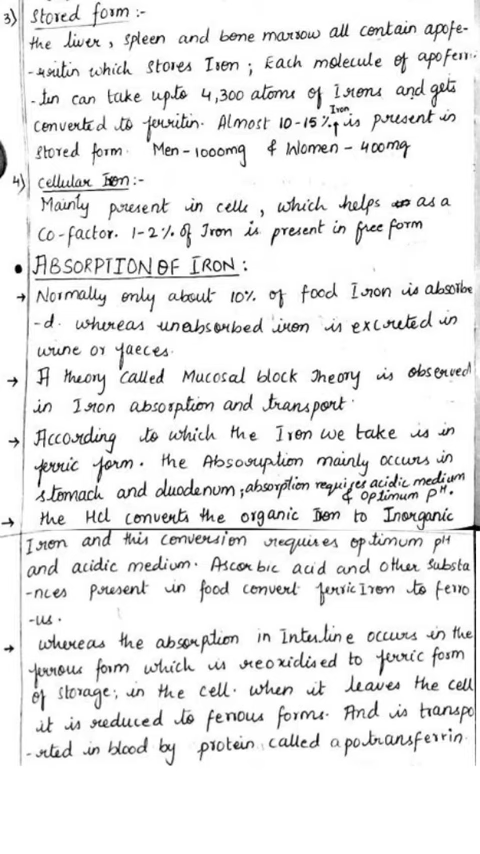 3) Stored form :-
the liver, spleen and bone marrow all contain apofe-
-rritin which stores Iron ; Each molecule of apoferri-
-tin can take upto 4,300 atoms of Irons and gets
converted to ferritin. Almost 10-15% Iron is present in
stored form. Men - 1000mg & Women - 400mg
4) Cellular Iron :-
Mainly present in cells, which helps as a
Co-factor. 1-2% of Iron is present in free form
• ABSORPTION OF IRON :
→ Normally only about 10% of food Iron is absorbe
-d. whereas unabsorbed iron is excreted in
urine or faeces.
→ A theory called Mucosal block Theory is observed
in Iron absorption and transport.
→ According to which the Iron we take is in
ferric form. the Absorption mainly occurs in
stomach and duodenum; absorption requires acidic medium
& optimum pH.
→ the Hcl converts the organic Iron to Inorganic
Iron and this conversion requires optimum pH
and acidic medium. Ascorbic acid and other substa
-nces present in food convert ferric Iron to ferro
-us.
→ whereas the absorption in Intestine occurs in the
ferrous form which is reoxidised to ferric form
of storage; in the cell. when it leaves the cell
it is reduced to ferrous forms. And is transpo
-rted in blood by protein called apotransferrin.